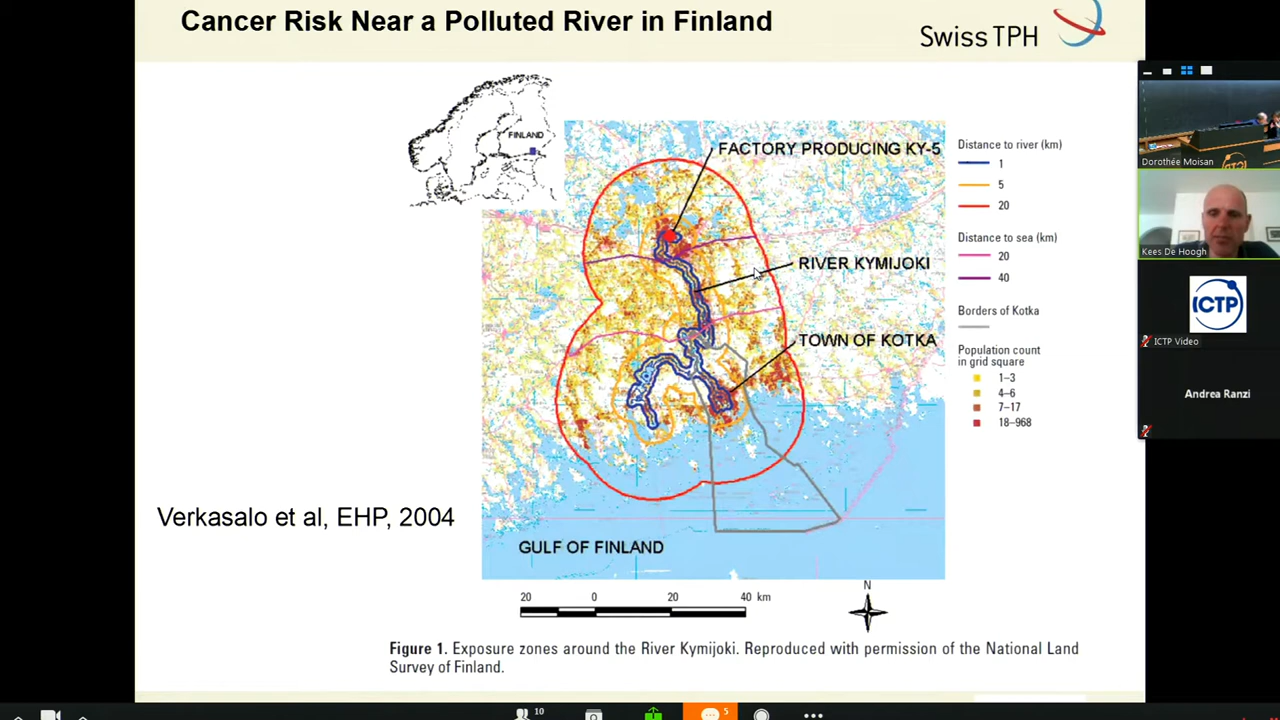 Cancer Risk Near a Polluted River in Finland
Swiss TPH
FINLAND
FACTORY PRODUCING KY-5
RIVER KYMIJOKI
TOWN OF KOTKA
GULF OF FINLAND
Distance to river (km)
1
5
20
Distance to sea (km)
20
40
Borders of Kotka
Population count
in grid square
1–3
4–6
7–17
18–968
Verkasalo et al, EHP, 2004
20 0 20 40 km
N
Figure 1. Exposure zones around the River Kymijoki. Reproduced with permission of the National Land
Survey of Finland.
Dorothée Moisan
Kees De Hoogh
ICTP
ICTP Video
Andrea Ranzi
10
5